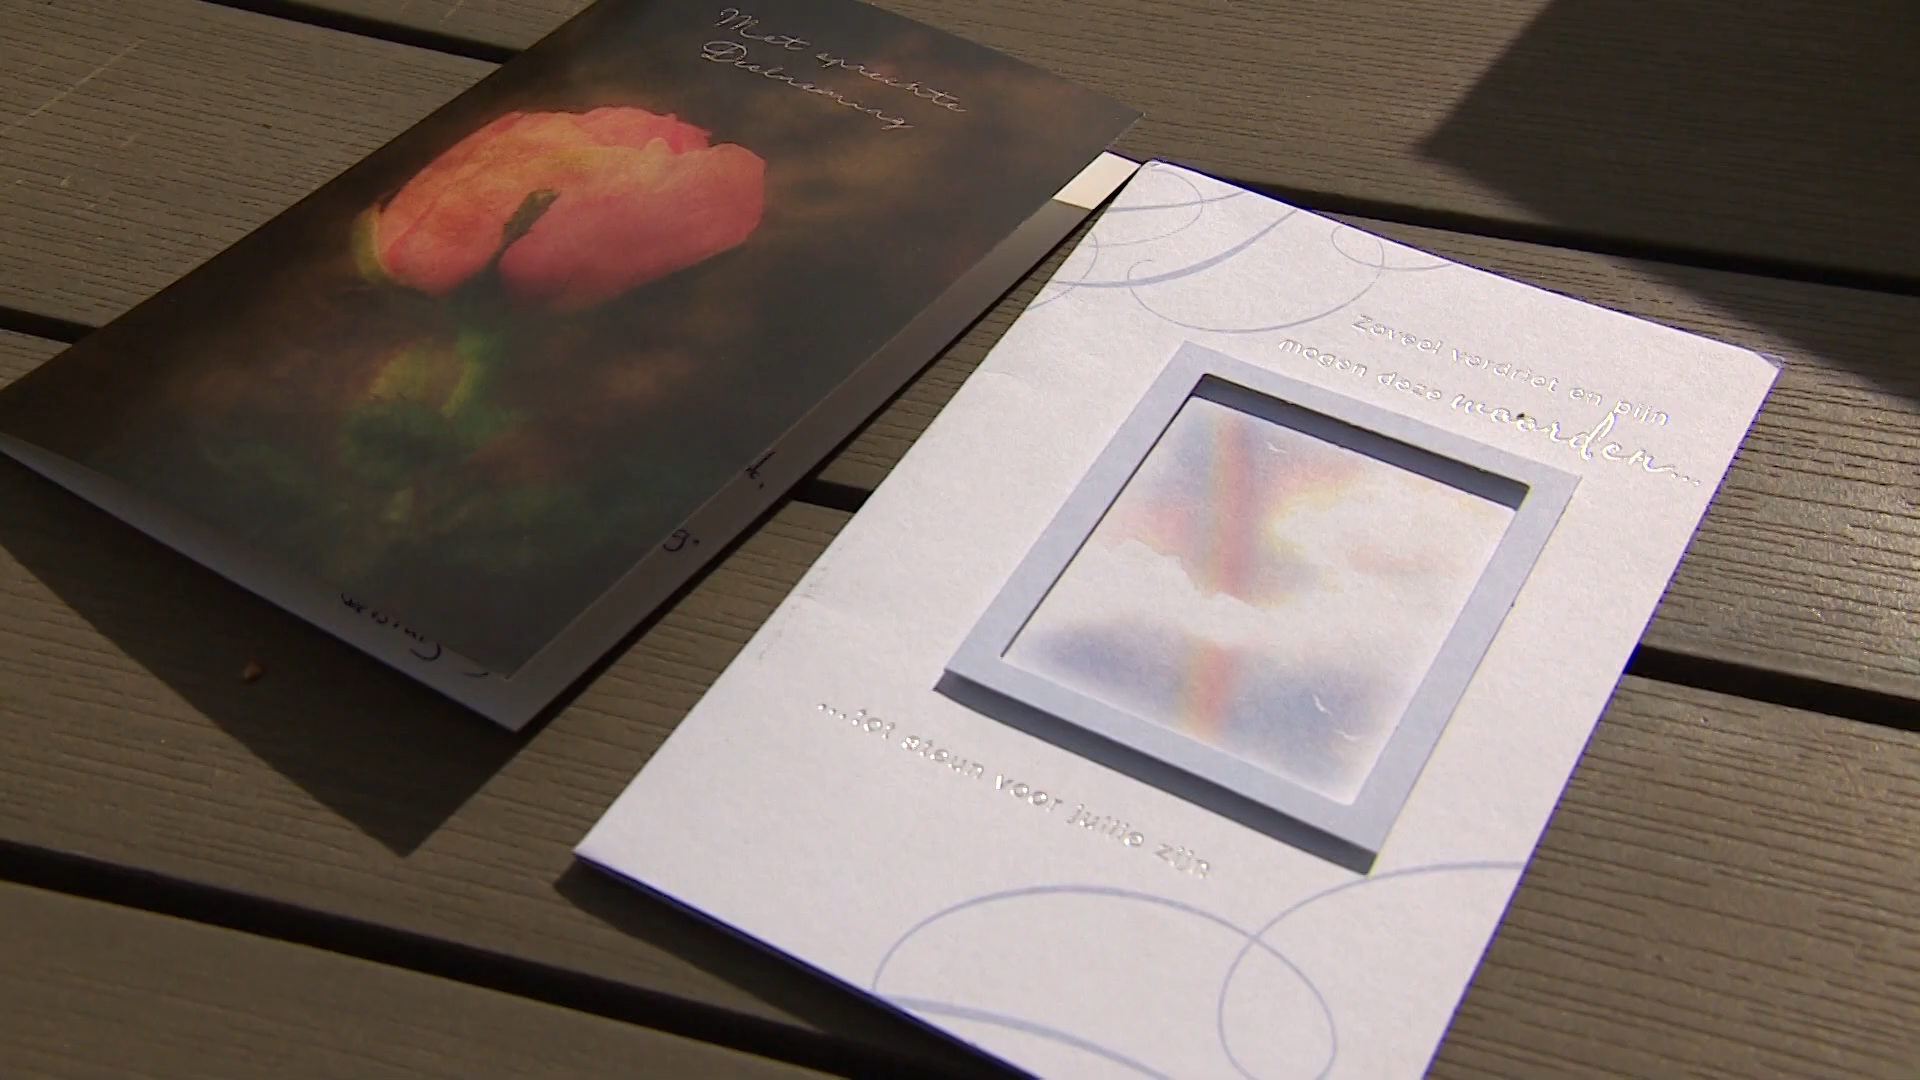 Met oprechte
Deelneming
Zoveel verdriet en pijn
mogen deze woorden...
...tot steun voor jullie zijn